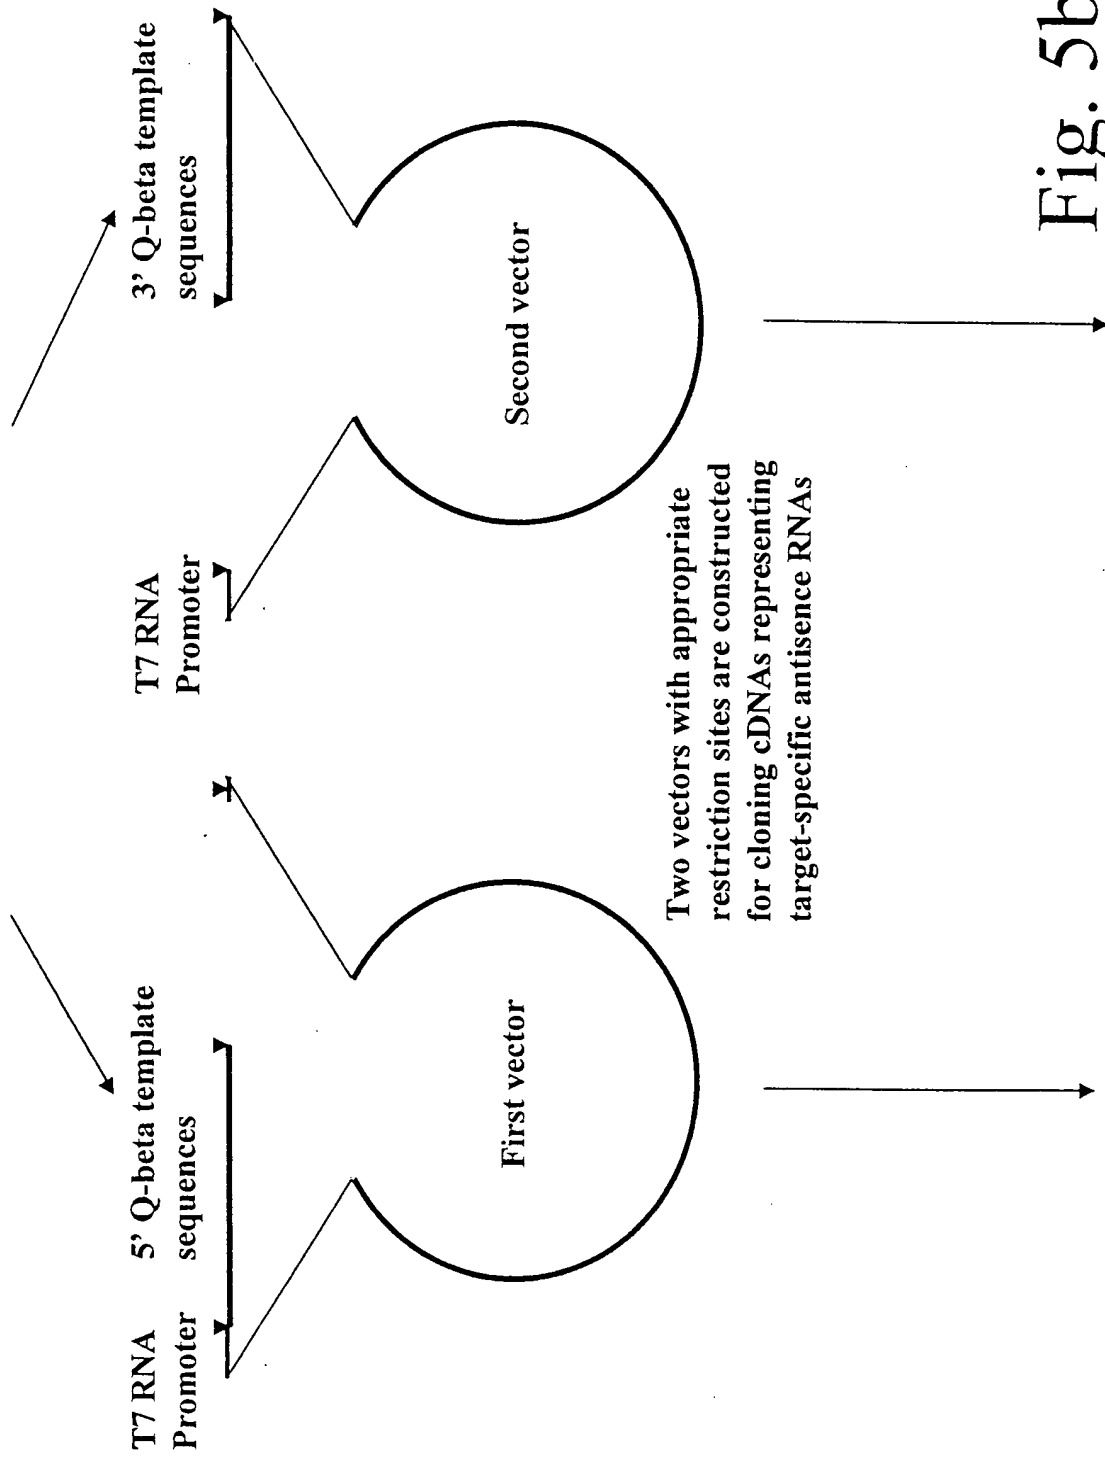 T7 RNA
Promoter
5’ Q-beta template
sequences
T7 RNA
Promoter
3’ Q-beta template
sequences
First vector
Second vector
Two vectors with appropriate
restriction sites are constructed
for cloning cDNAs representing
target-specific antisence RNAs
Fig. 5b